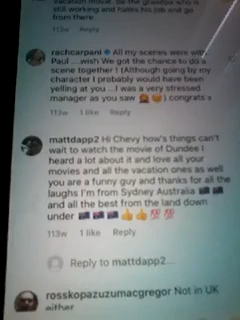 vacation movie. Be the grandpa who is
still working and hates his job and go
from there
113w Reply
rachcarpani All my scenes were with
Paul ....wish We got the chance to do a
scene together ! (Although going by my
character I probably would have been
yelling at you ...I was a very stressed
manager as you saw 🤦 ) congrats x
113w 1 like Reply
mattdapp2 Hi Chevy how's things can't
wait to watch the movie of Dundee I
heard a lot about it and love all your
movies and all the vacation ones as well
you are a funny guy and thanks for all the
laughs I'm from Sydney Australia 🇦🇺 🇦🇺
and all the best from the land down
under 🇦🇺 🇦🇺 🇦🇺 👍👍💯💯
113w 1 like Reply
Reply to mattdapp2...
rosskopazuzumacgregor Not in UK
either